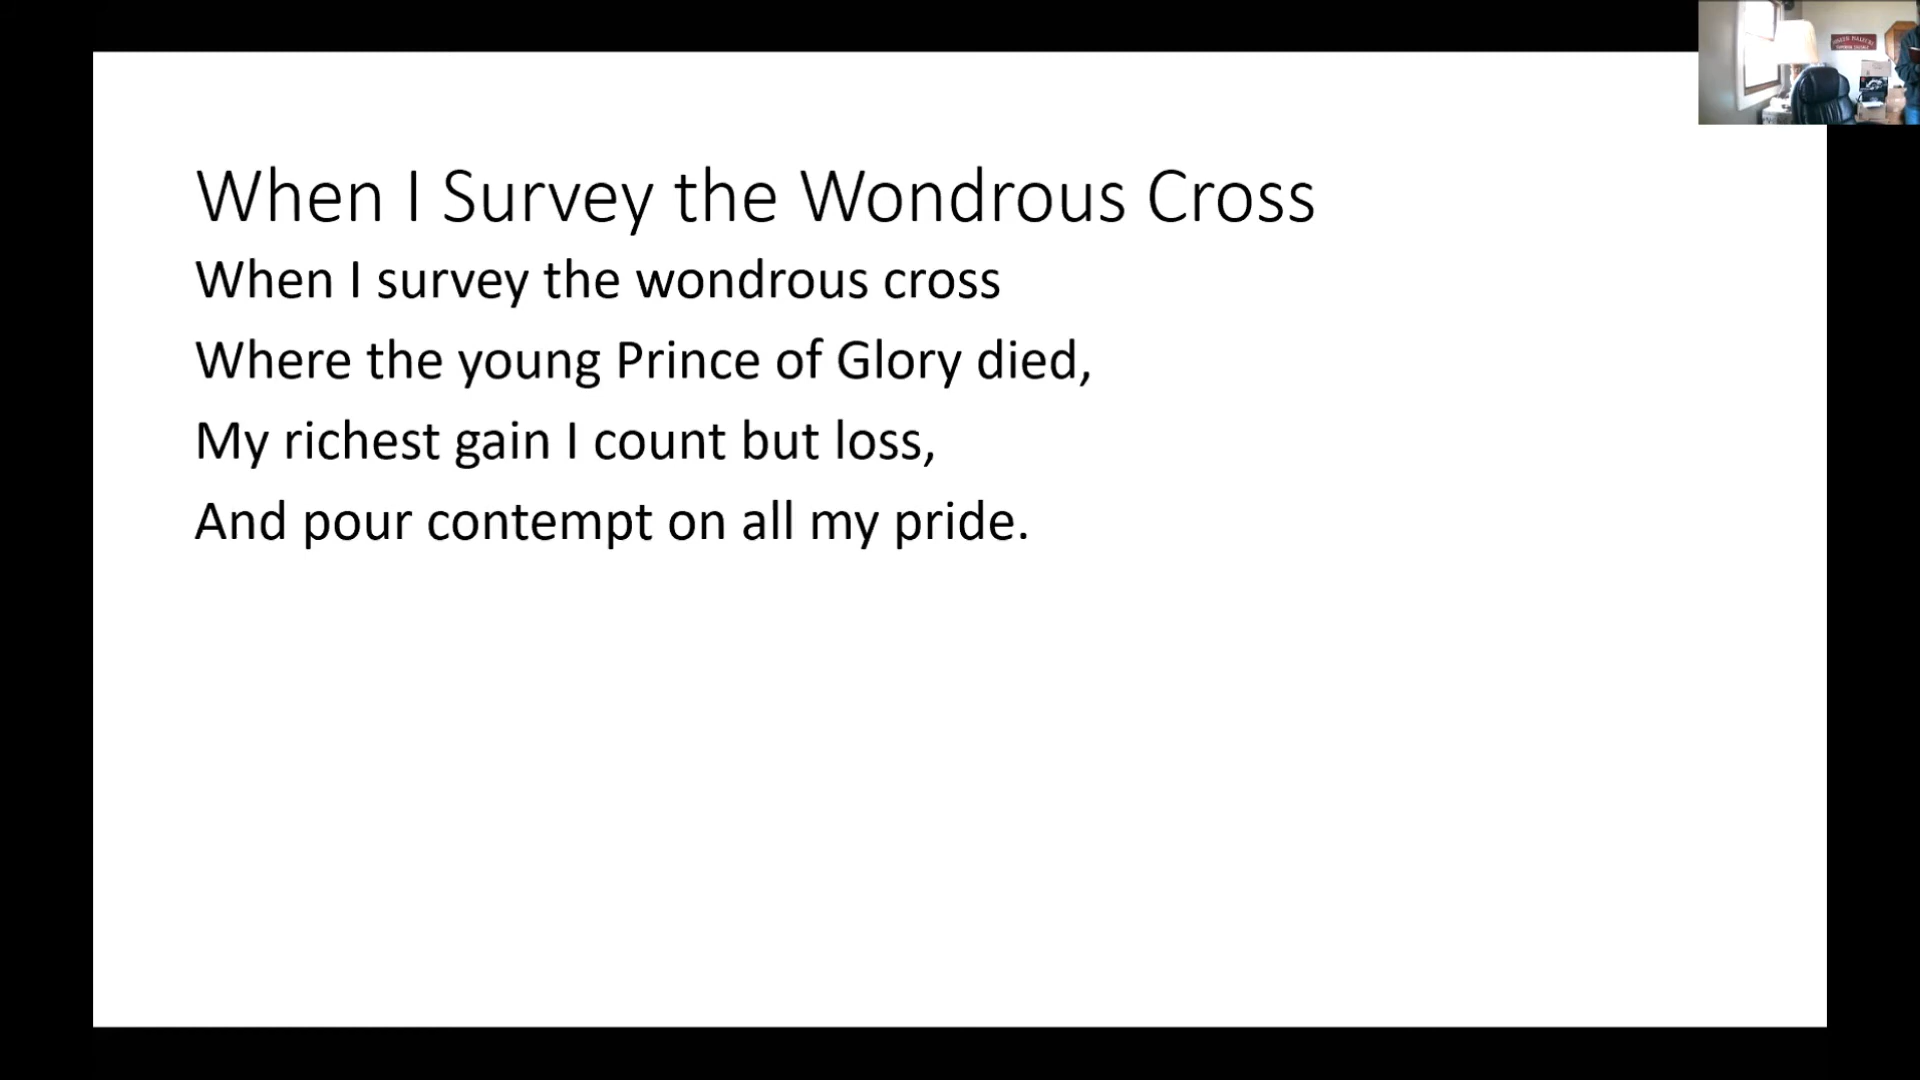 When I Survey the Wondrous Cross
When I survey the wondrous cross
Where the young Prince of Glory died,
My richest gain I count but loss,
And pour contempt on all my pride.